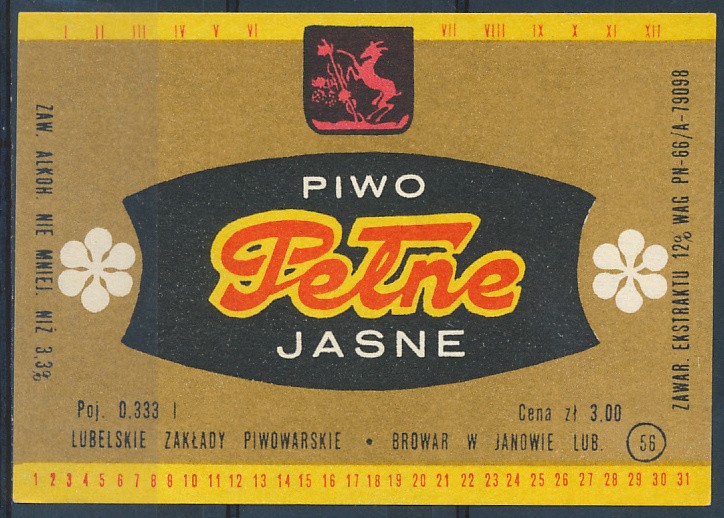 I II III IV V VI VII VIII IX X XI XII
PIWO
Pełne
JASNE
ZAW. ALKOH. NIE MNIEJ. NIŻ 3.3%
ZAWAR. EKSTRAKTU 12% WAG PN-66/A-79098
Poj. 0,333 l
Cena zł 3,00
LUBELSKIE ZAKŁADY PIWOWARSKIE • BROWAR W JANOWIE LUB. 56
1 2 3 4 5 6 7 8 9 10 11 12 13 14 15 16 17 18 19 20 21 22 23 24 25 26 27 28 29 30 31